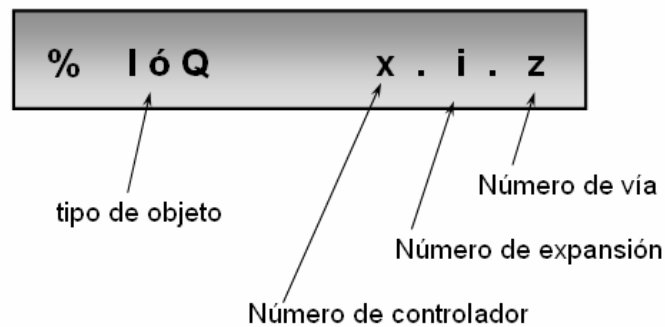 % I ó Q x . i . z
Número de vía
tipo de objeto
Número de expansión
Número de controlador